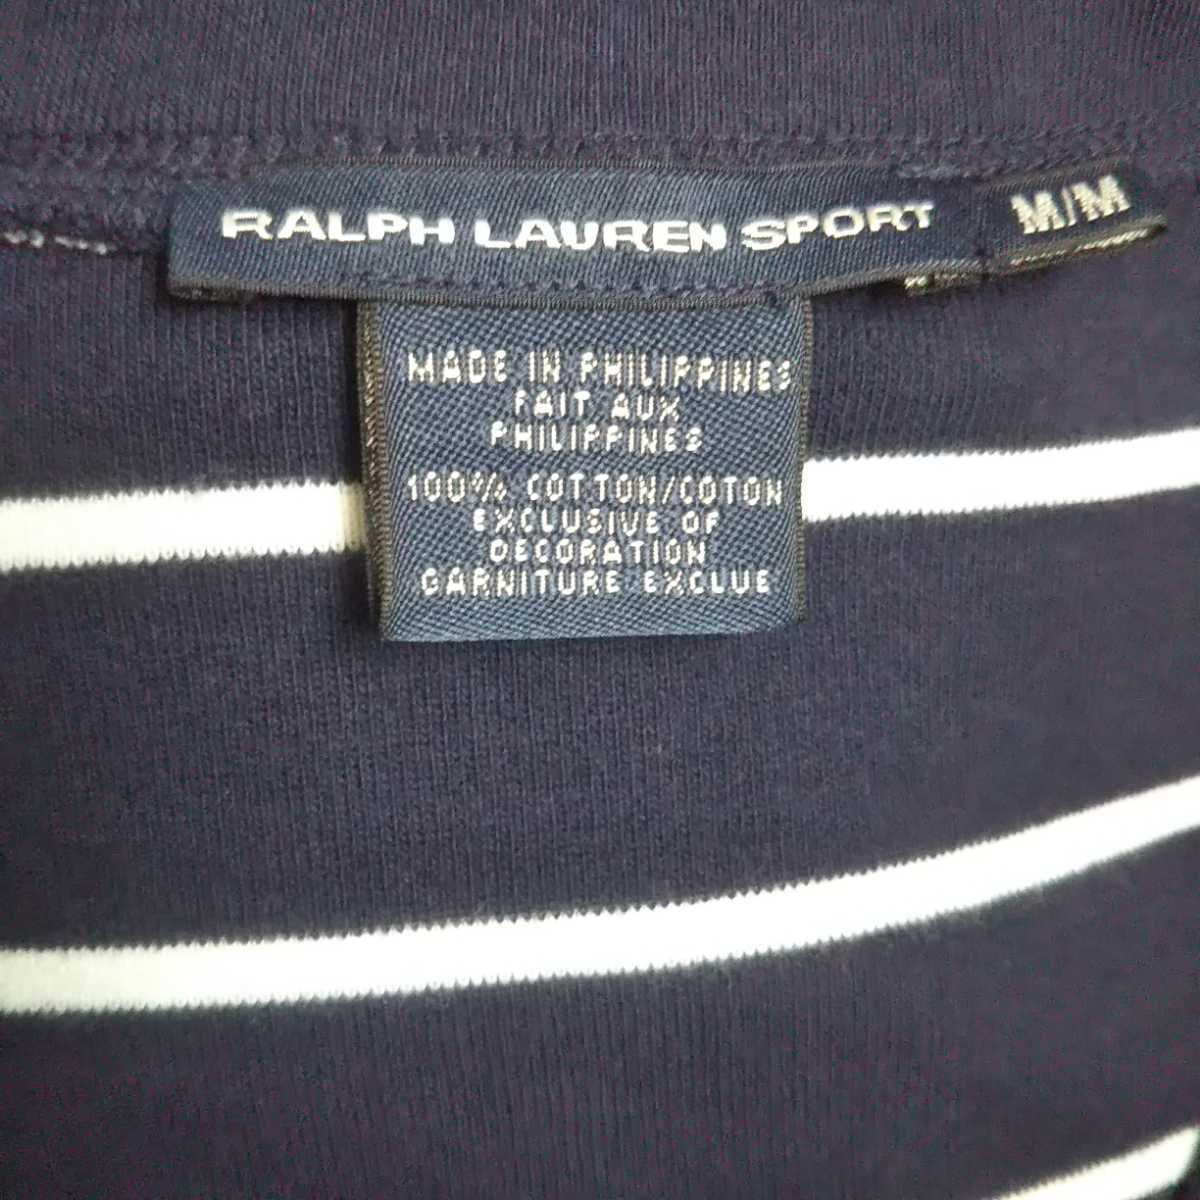 RALPH LAUREN SPORT M/M
MADE IN PHILIPPINES
FAIT AUX
PHILIPPINES
100% COTTON/COTON
EXCLUSIVE OF
DECORATION
GARNITURE EXCLUE